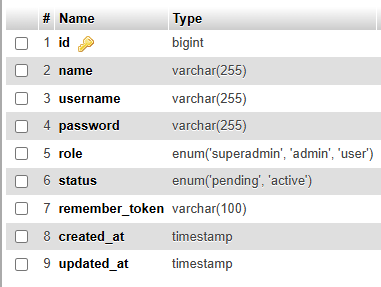 # Name Type
1 id bigint
2 name varchar(255)
3 username varchar(255)
4 password varchar(255)
5 role enum('superadmin', 'admin', 'user')
6 status enum('pending', 'active')
7 remember_token varchar(100)
8 created_at timestamp
9 updated_at timestamp